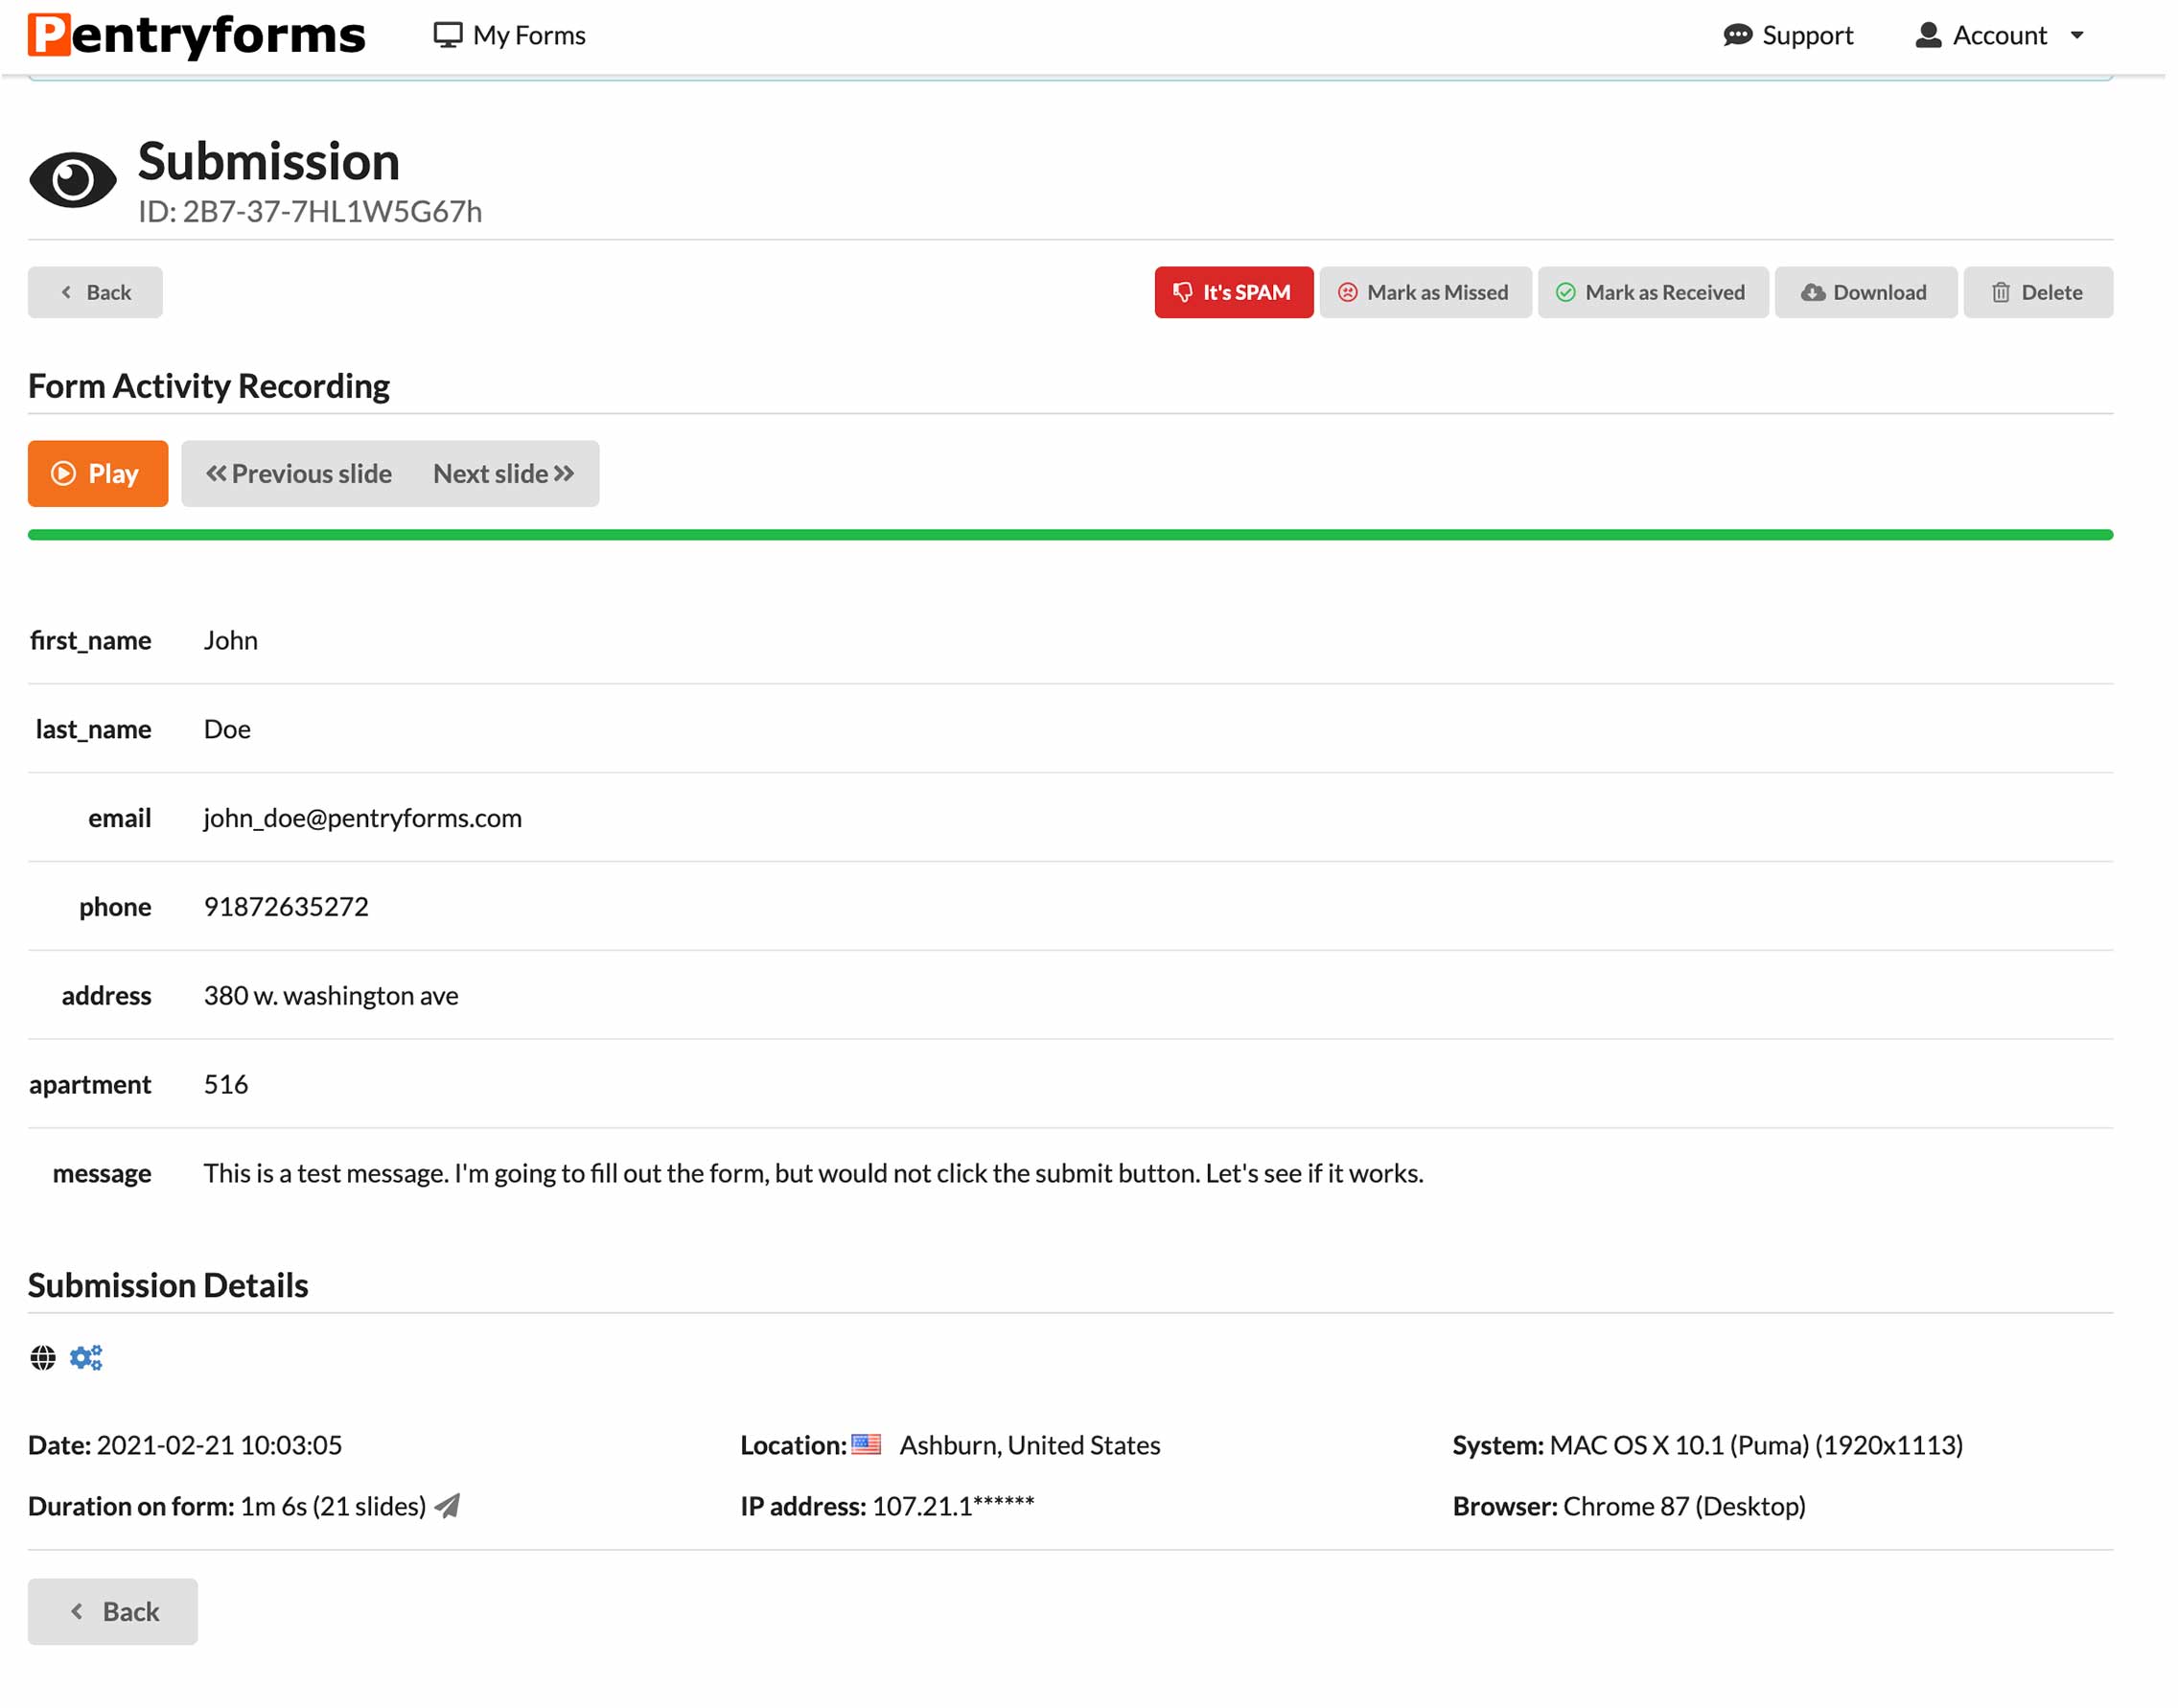 Pentryforms My Forms Support Account
Submission
ID: 2B7-37-7HL1W5G67h
Back It's SPAM Mark as Missed Mark as Received Download Delete
Form Activity Recording
Play Previous slide Next slide
first_name John
last_name Doe
email john_doe@pentryforms.com
phone 91872635272
address 380 w. washington ave
apartment 516
message This is a test message. I'm going to fill out the form, but would not click the submit button. Let's see if it works.
Submission Details
Date: 2021-02-21 10:03:05 Location: Ashburn, United States System: MAC OS X 10.1 (Puma) (1920x1113)
Duration on form: 1m 6s (21 slides) IP address: 107.21.1****** Browser: Chrome 87 (Desktop)
Back